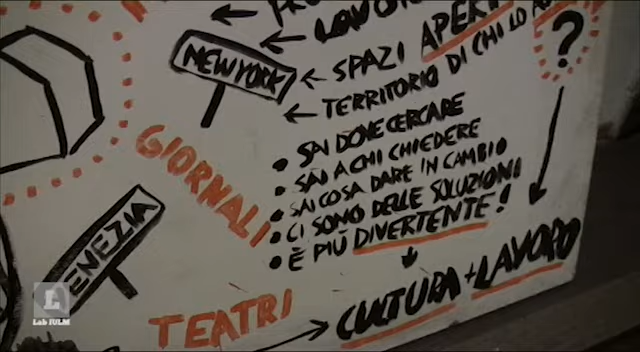 LAVORO
SPAZI APERTI
NEW YORK
TERRITORIO DI CHI LO
?
GIORNALI
• SAI DOVE CERCARE
• SAI A CHI CHIEDERE
• SAI COSA DARE IN CAMBIO
• CI SONO DELLE SOLUZIONI
• È PIÙ DIVERTENTE!
VENEZIA
TEATRI
CULTURA + LAVORO
L
Lab IULM